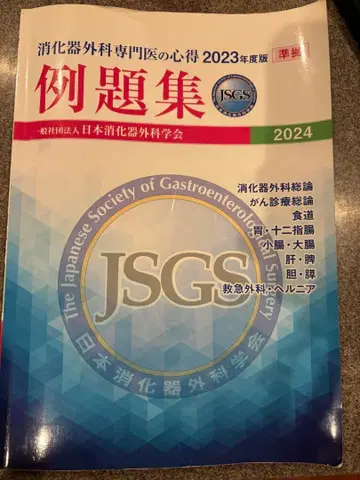 消化器外科専門医の心得 2023年度版 準拠
例題集
JSGS
一般社団法人 日本消化器外科学会
2024
消化器外科総論
がん診療総論
食道
胃・十二指腸
小腸・大腸
肝・脾
胆・膵
救急外科・ヘルニア
The Japanese Society of Gastroenterological Surgery
JSGS
日本消化器外科学会